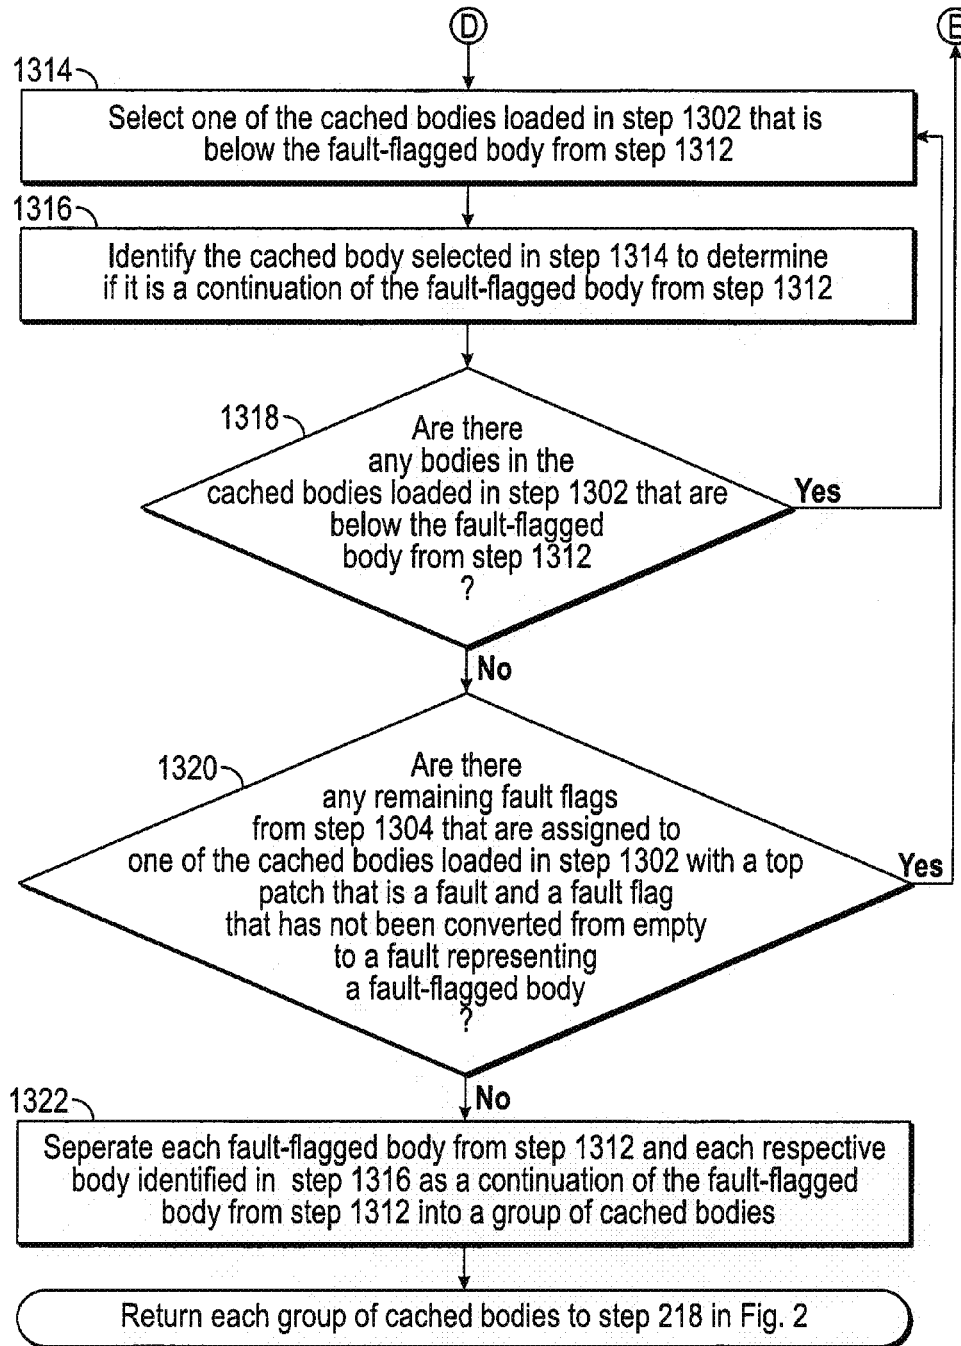 D
E
1314
Select one of the cached bodies loaded in step 1302 that is
below the fault-flagged body from step 1312
1316
Identify the cached body selected in step 1314 to determine
if it is a continuation of the fault-flagged body from step 1312
1318
Are there
any bodies in the
cached bodies loaded in step 1302 that are
below the fault-flagged
body from step 1312
?
Yes
No
1320
Are there
any remaining fault flags
from step 1304 that are assigned to
one of the cached bodies loaded in step 1302 with a top
patch that is a fault and a fault flag
that has not been converted from empty
to a fault representing
a fault-flagged body
?
Yes
No
1322
Seperate each fault-flagged body from step 1312 and each respective
body identified in step 1316 as a continuation of the fault-flagged
body from step 1312 into a group of cached bodies
Return each group of cached bodies to step 218 in Fig. 2